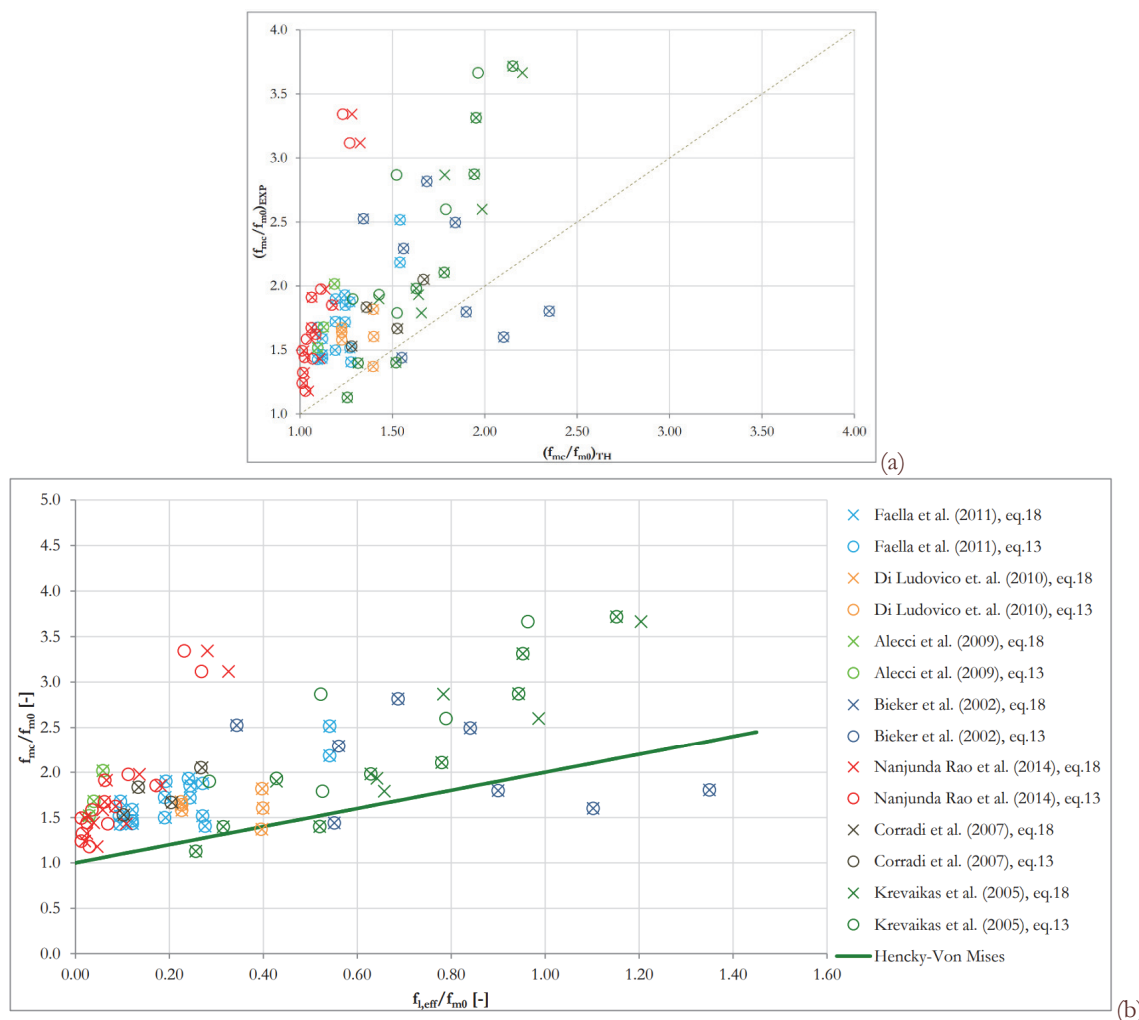 4.0
3.5
3.0
2.5
2.0
1.5
1.0
(fmc/fm0)EXP
1.00 1.50 2.00 2.50 3.00 3.50 4.00
(fmc/fm0)TH
(a)
5.0
4.5
4.0
3.5
3.0
2.5
2.0
1.5
1.0
0.5
0.0
fmc/fm0 [-]
0.00 0.20 0.40 0.60 0.80 1.00 1.20 1.40 1.60
fl,eff/fm0 [-]
Faella et al. (2011), eq.18
Faella et al. (2011), eq.13
Di Ludovico et. al. (2010), eq.18
Di Ludovico et. al. (2010), eq.13
Alecci et al. (2009), eq.18
Alecci et al. (2009), eq.13
Bieker et al. (2002), eq.18
Bieker et al. (2002), eq.13
Nanjunda Rao et al. (2014), eq.18
Nanjunda Rao et al. (2014), eq.13
Corradi et al. (2007), eq.18
Corradi et al. (2007), eq.13
Krevaikas et al. (2005), eq.18
Krevaikas et al. (2005), eq.13
Hencky-Von Mises
(b)